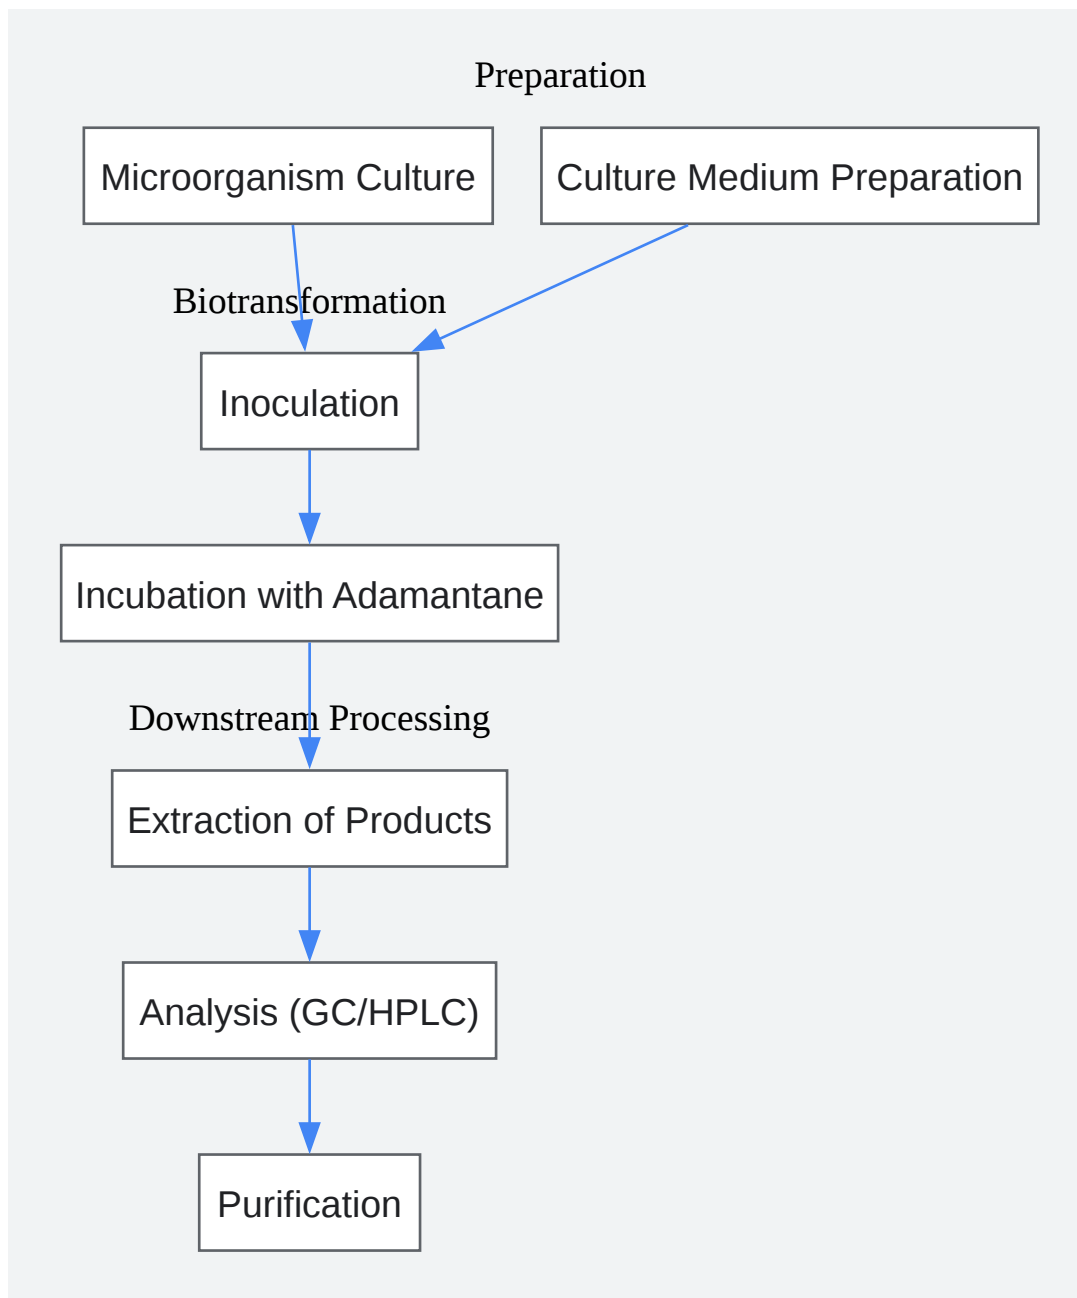 Preparation
Microorganism Culture
Culture Medium Preparation
Biotransformation
Inoculation
Incubation with Adamantane
Downstream Processing
Extraction of Products
Analysis (GC/HPLC)
Purification